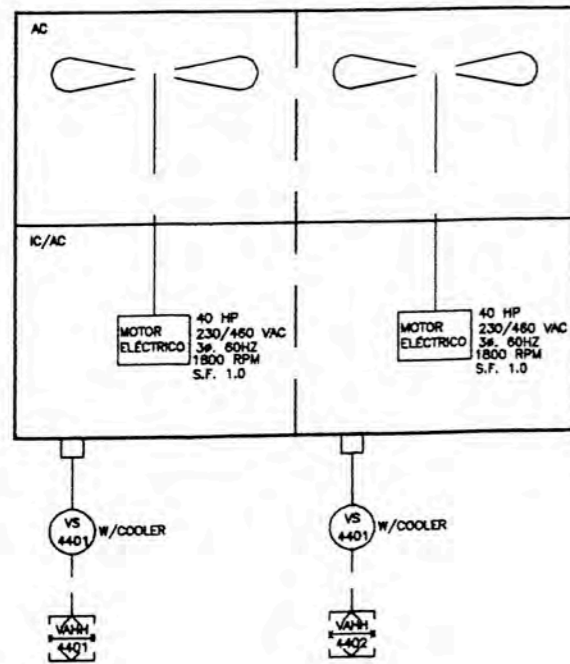 AC
IC/AC
MOTOR
ELÉCTRICO
40 HP
230/460 VAC
3ø. 60HZ
1800 RPM
S.F. 1.0
MOTOR
ELÉCTRICO
40 HP
230/460 VAC
3ø. 60HZ
1800 RPM
S.F. 1.0
VS
4401
W/COOLER
VS
4401
W/COOLER
VAHH
4401
VAHH
4402